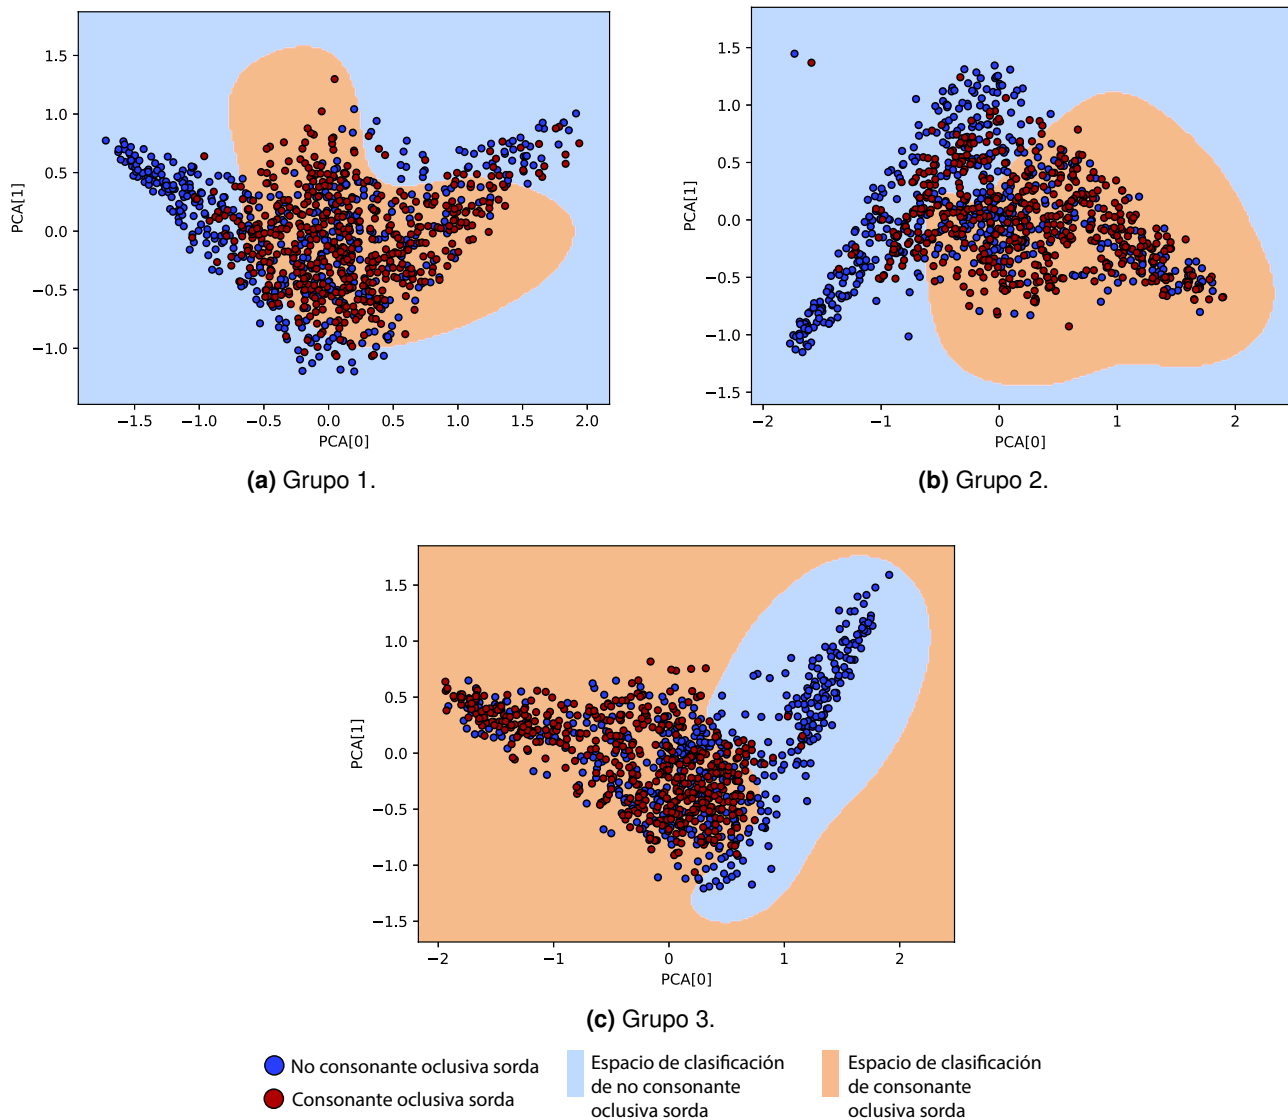 1.5
1.0
0.5
0.0
−0.5
−1.0
PCA[1]
−1.5 −1.0 −0.5 0.0 0.5 1.0 1.5 2.0
PCA[0]
(a) Grupo 1.
1.5
1.0
0.5
0.0
−0.5
−1.0
−1.5
PCA[1]
−2 −1 0 1 2
PCA[0]
(b) Grupo 2.
1.5
1.0
0.5
0.0
−0.5
−1.0
−1.5
PCA[1]
−2 −1 0 1 2
PCA[0]
(c) Grupo 3.
No consonante oclusiva sorda
Consonante oclusiva sorda
Espacio de clasificación
de no consonante
oclusiva sorda
Espacio de clasificación
de consonante
oclusiva sorda